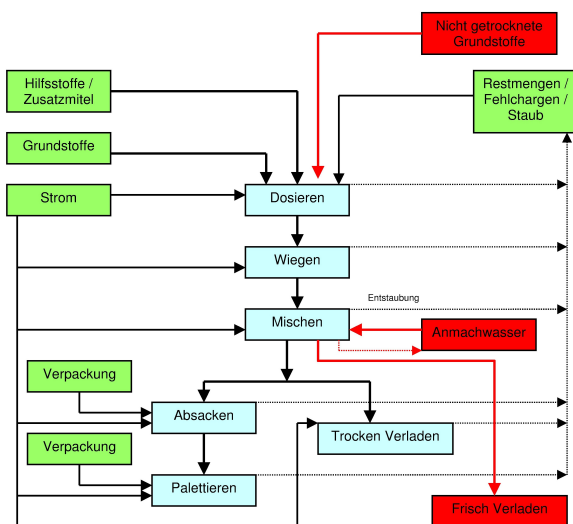 Nicht getrocknete
Grundstoffe
Hilfsstoffe /
Zusatzmitel
Restmengen /
Fehlchargen /
Staub
Grundstoffe
Strom
Dosieren
Wiegen
Entstaubung
Mischen
Anmachwasser
Verpackung
Absacken
Trocken Verladen
Verpackung
Palettieren
Frisch Verladen